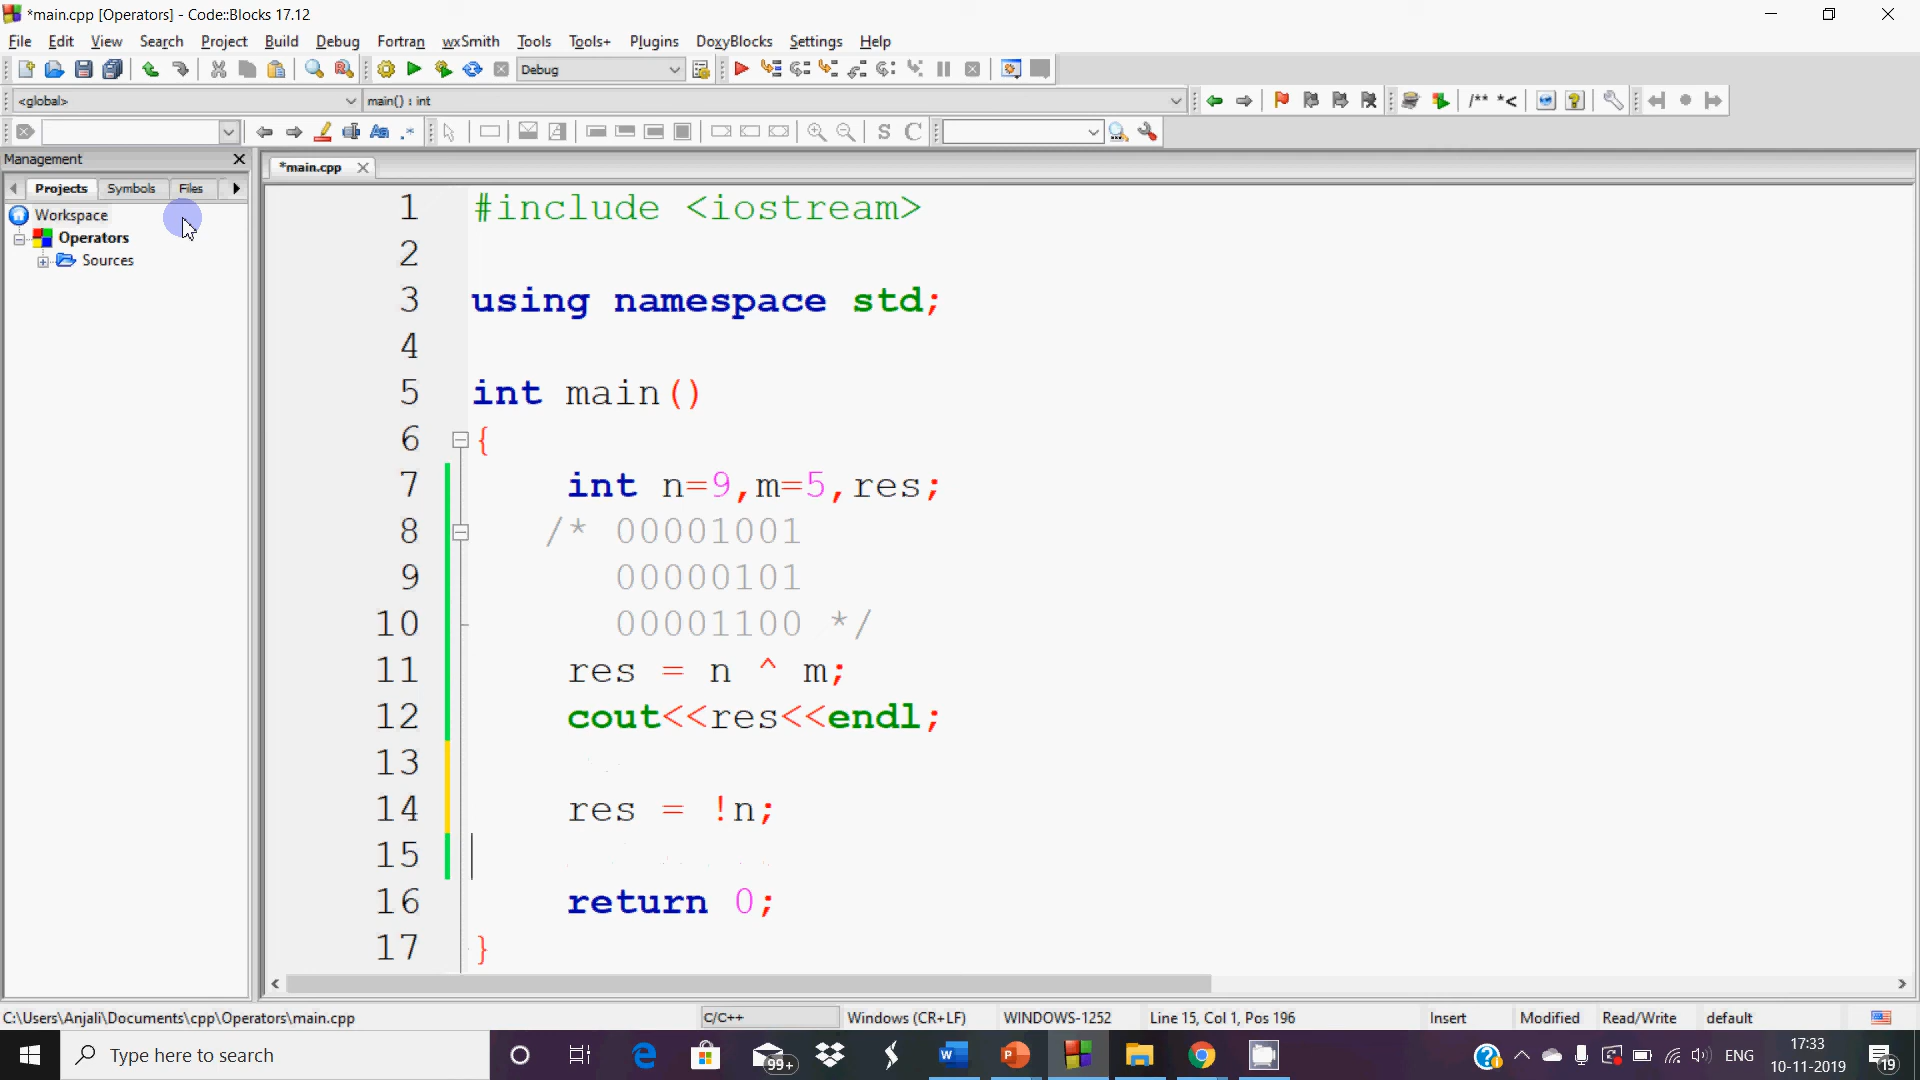 *main.cpp [Operators] - Code::Blocks 17.12
File Edit View Search Project Build Debug Fortran wxSmith Tools Tools+ Plugins DoxyBlocks Settings Help
Debug
<global> main() : int /** *<
Aa .* S C
Management
*main.cpp
Projects Symbols Files
Workspace
Operators
Sources
1 #include <iostream>
2
3 using namespace std;
4
5 int main()
6 {
7 int n=9,m=5,res;
8 /* 00001001
9 00000101
10 00001100 */
11 res = n ^ m;
12 cout<<res<<endl;
13
14 res = !n;
15
16 return 0;
17 }
C:\Users\Anjali\Documents\cpp\Operators\main.cpp C/C++ Windows (CR+LF) WINDOWS-1252 Line 15, Col 1, Pos 196 Insert Modified Read/Write default
Type here to search 99+ ENG 17:33
10-11-2019 19